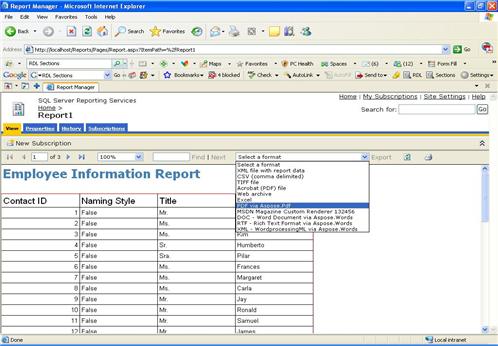 Report Manager - Microsoft Internet Explorer
File Edit View Favorites Tools Help
Back Search Favorites
Address http://localhost/Reports/Pages/Report.aspx?ItemPath=%2fReport1 Go
RDL Sections Maps Favorites PC Health Spaces (6) (12) Form Fill
Google RDL Sections Go Bookmarks 4 blocked Check AutoLink Send to RDL Sections Settings
Report Manager
SQL Server Reporting Services
Home | My Subscriptions | Site Settings | Help
Home >
Report1
Search for: Go
View Properties History Subscriptions
New Subscription
1 of 3 100% Find | Next Select a format Export
Select a format
XML file with report data
CSV (comma delimited)
TIFF file
Acrobat (PDF) file
Web archive
Excel
PDF via Aspose.Pdf
MSDN Magazine Custom Renderer 132456
DOC - Word Document via Aspose.Words
RTF - Rich Text Format via Aspose.Words
XML - WordprocessingML via Aspose.Words
Employee Information Report
Contact ID Naming Style Title
1 False Mr.
2 False Ms.
3 False Ms. Kim
4 False Sr. Humberto
5 False Sra. Pilar
6 False Ms. Frances
7 False Ms. Margaret
8 False Ms. Carla
9 False Mr. Jay
10 False Mr. Ronald
11 False Mr. Samuel
12 False Mr. James
Done Local intranet